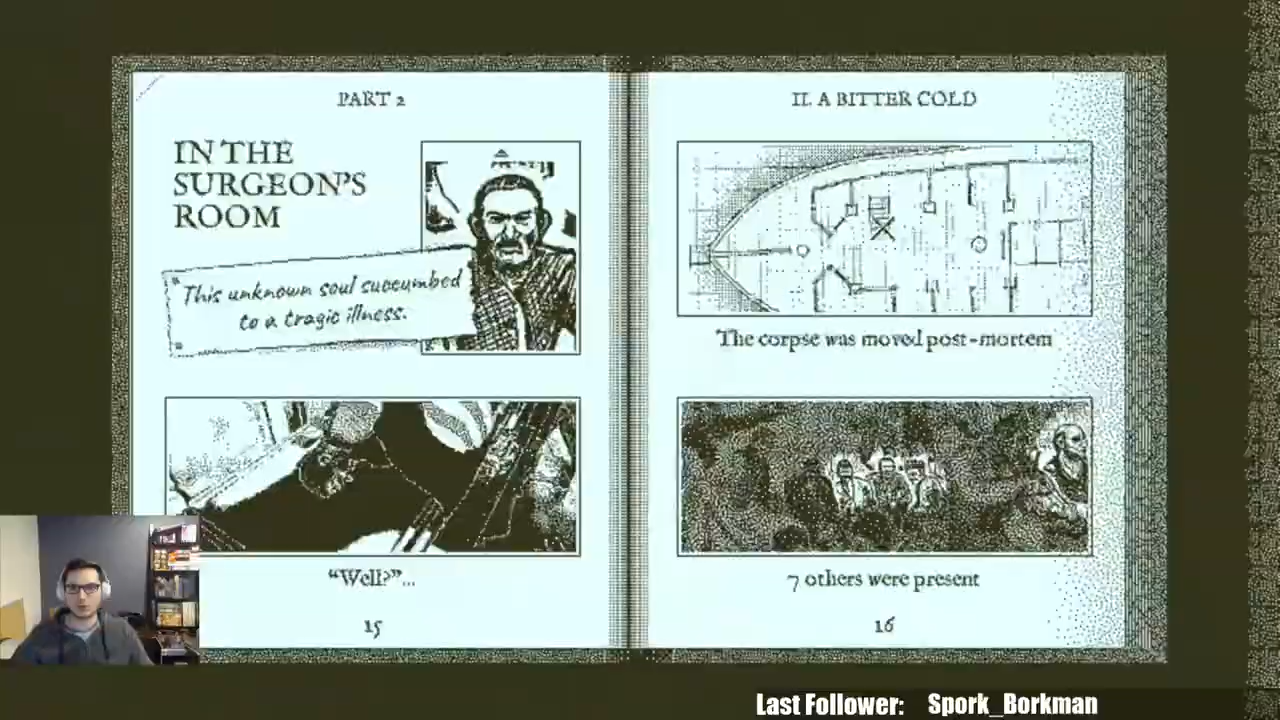 PART 2
IN THE
SURGEON'S
ROOM
This unknown soul succumbed
to a tragic illness.
"Well?"...
15
II. A BITTER COLD
The corpse was moved post-mortem
7 others were present
16
Last Follower: Spork_Borkman